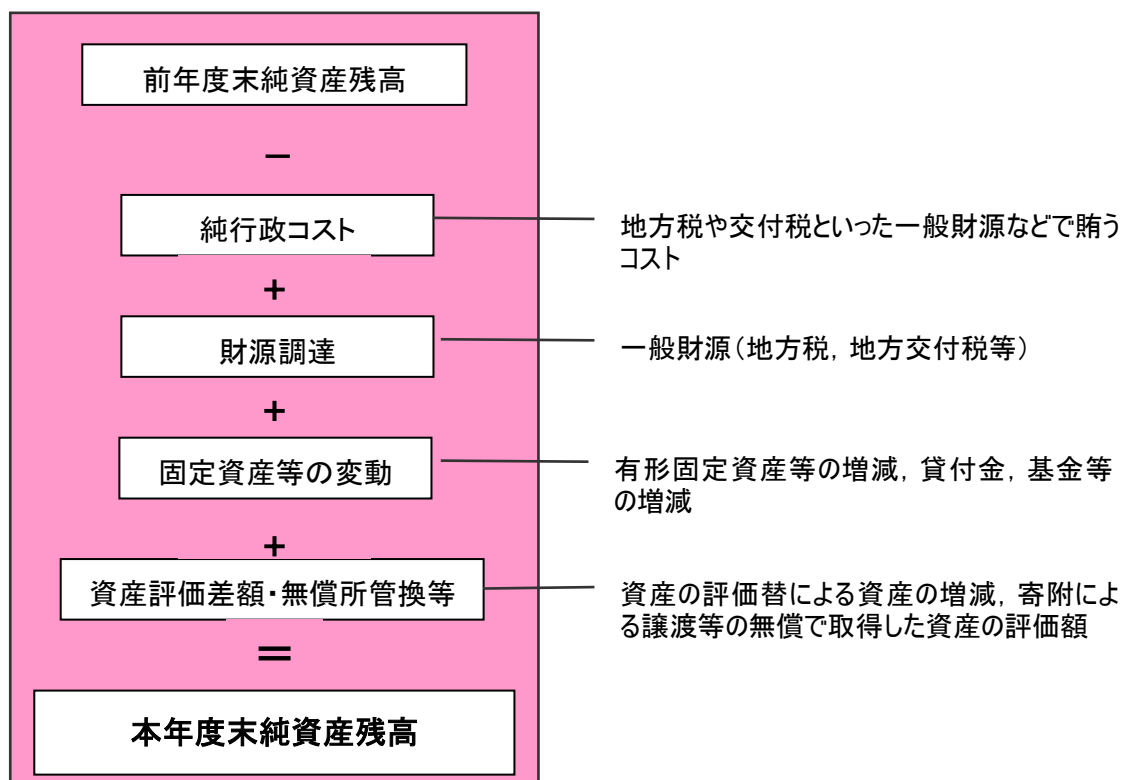 前年度末純資産残高
－
純行政コスト
地方税や交付税といった一般財源などで賄う
コスト
+
財源調達
一般財源（地方税，地方交付税等）
+
固定資産等の変動
有形固定資産等の増減，貸付金，基金等
の増減
+
資産評価差額・無償所管換等
資産の評価替による資産の増減，寄附によ
る譲渡等の無償で取得した資産の評価額
＝
本年度末純資産残高